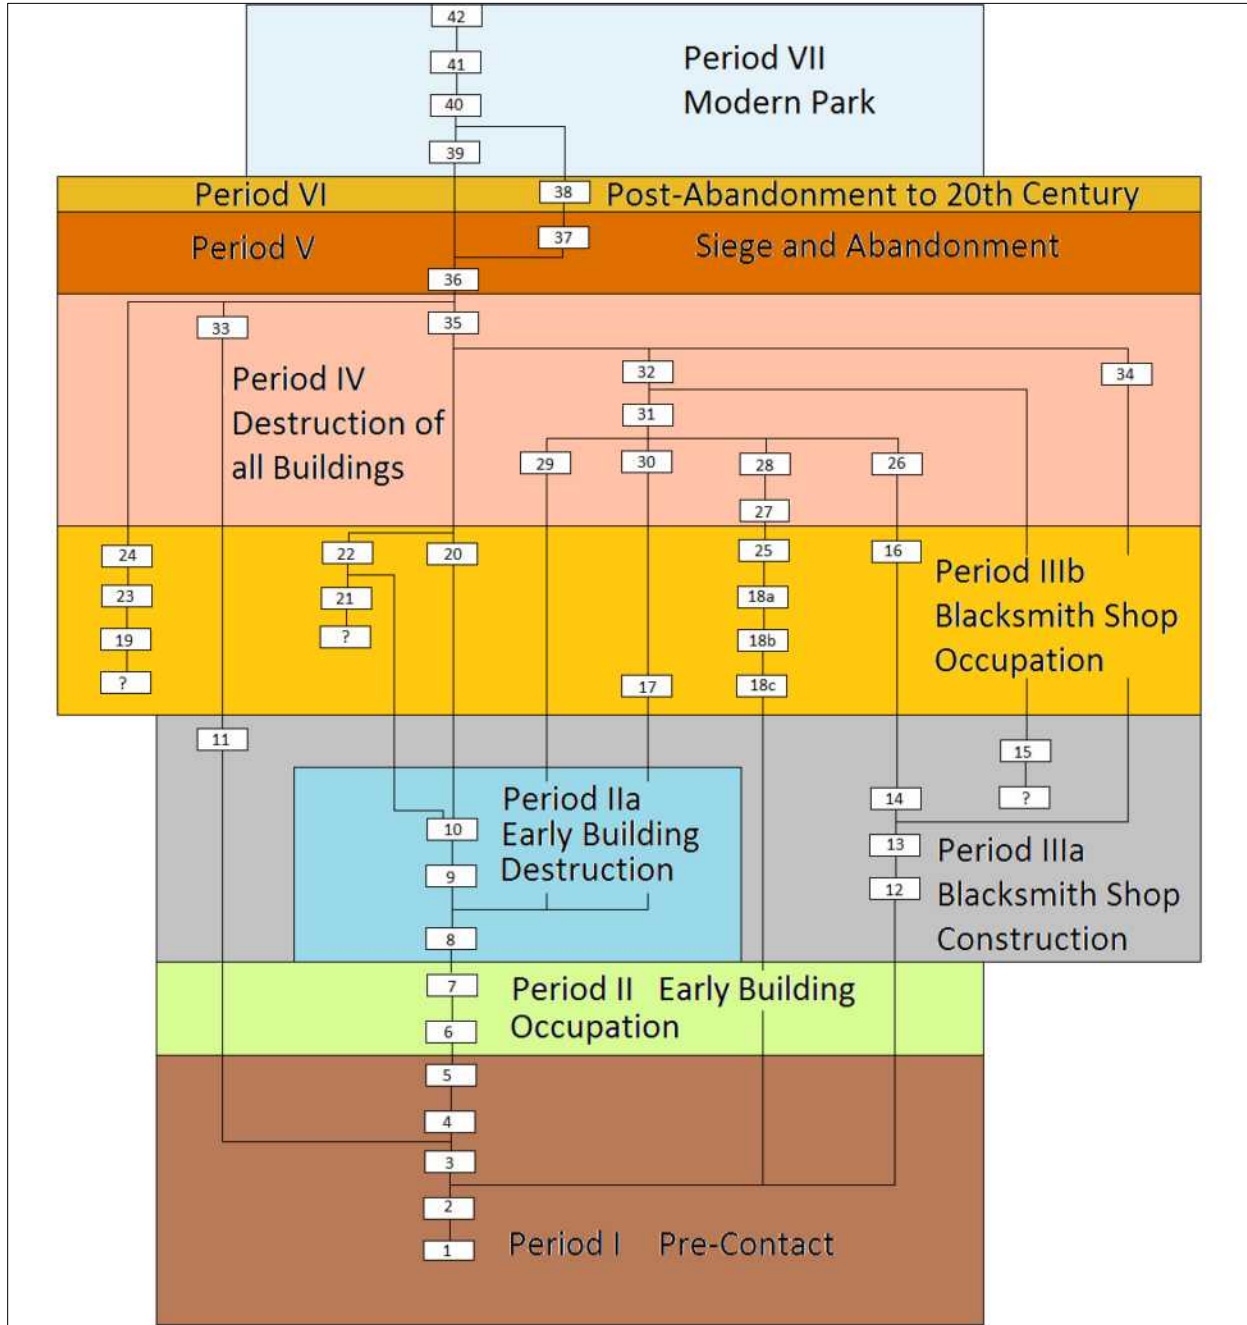 42
41
Period VII
Modern Park
40
39
Period VI
38
Post-Abandonment to 20th Century
Period V
37
Siege and Abandonment
36
33
35
32
34
Period IV
Destruction of
all Buildings
31
29
30
28
26
27
24
22
20
25
16
23
21
18a
Period IIIb
Blacksmith Shop
Occupation
19
?
18b
?
17
18c
11
15
14
?
Period IIa
Early Building
Destruction
10
13
Period IIIa
Blacksmith Shop
Construction
9
12
8
7
Period II Early Building
Occupation
6
5
4
3
2
1
Period I Pre-Contact